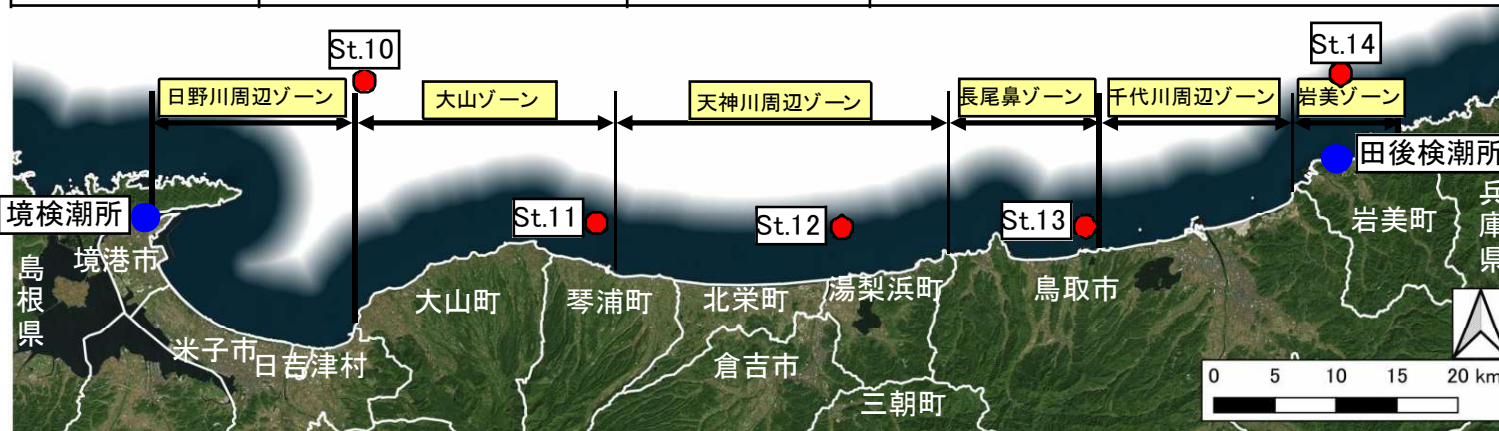 St.10
St.14
日野川周辺ゾーン
大山ゾーン
天神川周辺ゾーン
長尾鼻ゾーン
千代川周辺ゾーン
岩美ゾーン
田後検潮所
境検潮所
St.11
St.12
St.13
岩美町
兵庫県
境港市
島根県
大山町
琴浦町
北栄町
湯梨浜町
鳥取市
米子市
日吉津村
倉吉市
三朝町
0 5 10 15 20 km